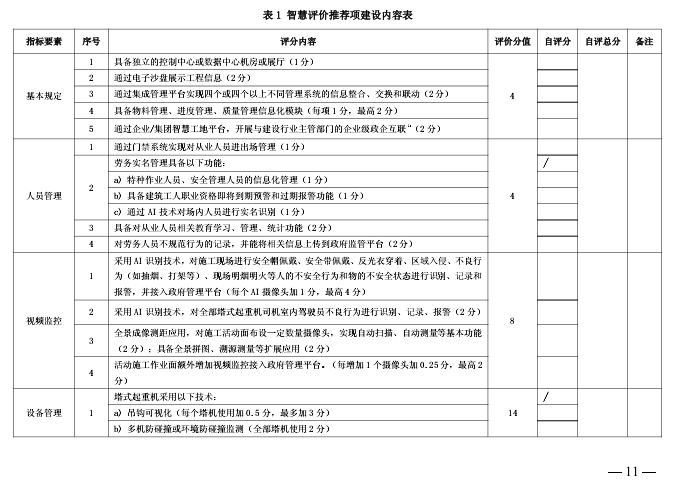 表1 智慧评价推荐项建设内容表
指标要素 序号 评分内容 评价分值 自评分 自评总分 备注
基本规定 4
1 具备独立的控制中心或数据中心机房或展厅（1分）
2 通过电子沙盘展示工程信息（2分）
3 通过集成管理平台实现四个或四个以上不同管理系统的信息整合、交换和联动（2分）
4 具备物料管理、进度管理、质量管理信息化模块（每项1分，最高2分）
5 通过企业/集团智慧工地平台，开展与建设行业主管部门的企业级政企互联“（2分）
人员管理 4
1 通过门禁系统实现对从业人员进出场管理（1分）
2 劳务实名管理具备以下功能： /
a）特种作业人员、安全管理人员的信息化管理（1分）
b）具备建筑工人职业资格即将到期预警和过期报警功能（1分）
c）通过AI技术对场内人员进行实名识别（1分）
3 具备对从业人员相关教育学习、管理、统计功能（2分）
4 对劳务人员不规范行为的记录，并能将相关信息上传到政府监管平台（2分）
视频监控 8
1 采用AI识别技术，对施工现场进行安全帽佩戴、安全带佩戴、反光衣穿着、区域入侵、不良行
为（如抽烟、打架等）、现场明烟明火等人的不安全行为和物的不安全状态进行识别、记录和
报警，并接入政府管理平台（每个AI摄像头加1分，最高4分）
2 采用AI识别技术，对全部塔式起重机司机室内驾驶员不良行为进行识别、记录、报警（2分）
3 全景成像测距应用，对施工活动面布设一定数量摄像头，实现自动扫描、自动测量等基本功能
（2分）；具备全景拼图、溯源测量等扩展应用（2分）
4 活动施工作业面额外增加视频监控接入政府管理平台。（每增加1个摄像头加0.25分，最高2
分）
设备管理 14
1 塔式起重机采用以下技术： /
a）吊钩可视化（每个塔机使用加0.5分，最多加3分）
b）多机防碰撞或环境防碰撞监测（全部塔机使用2分）
— 11 —